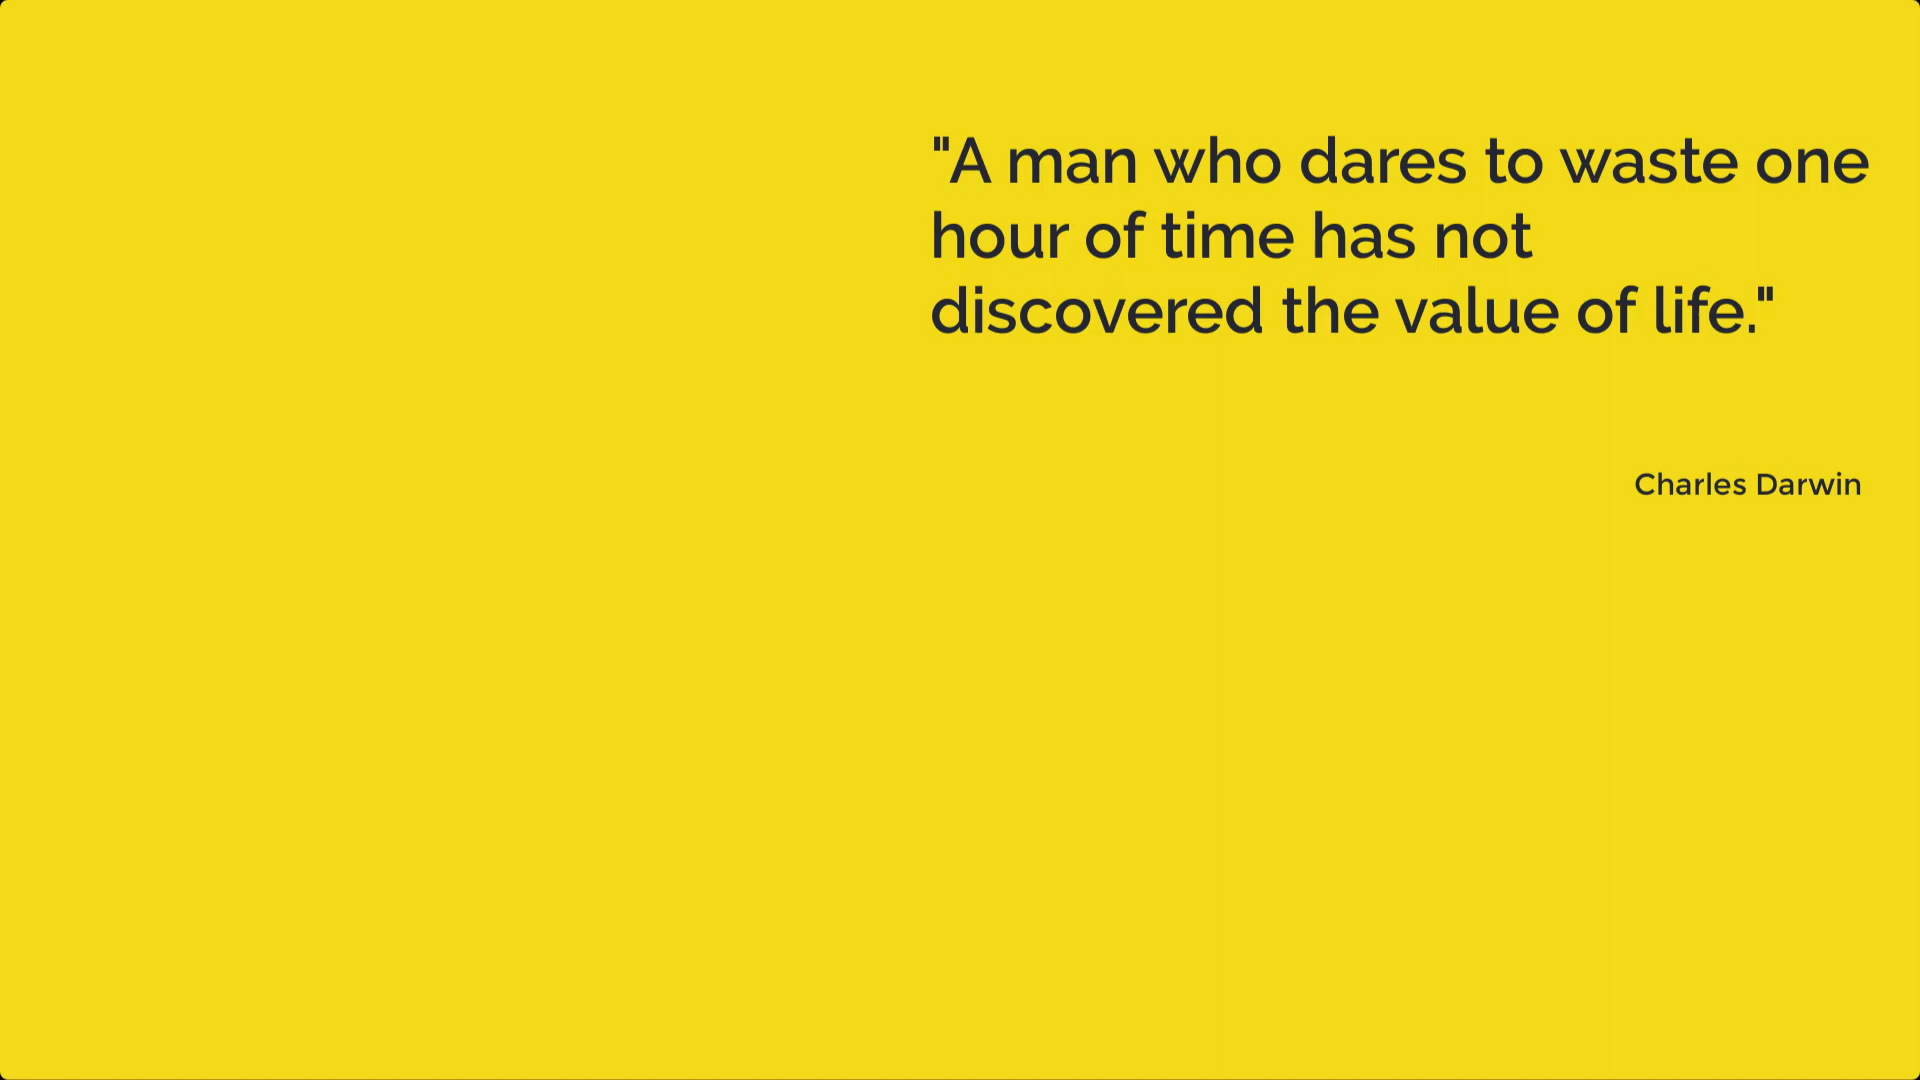 "A man who dares to waste one
hour of time has not
discovered the value of life."
Charles Darwin